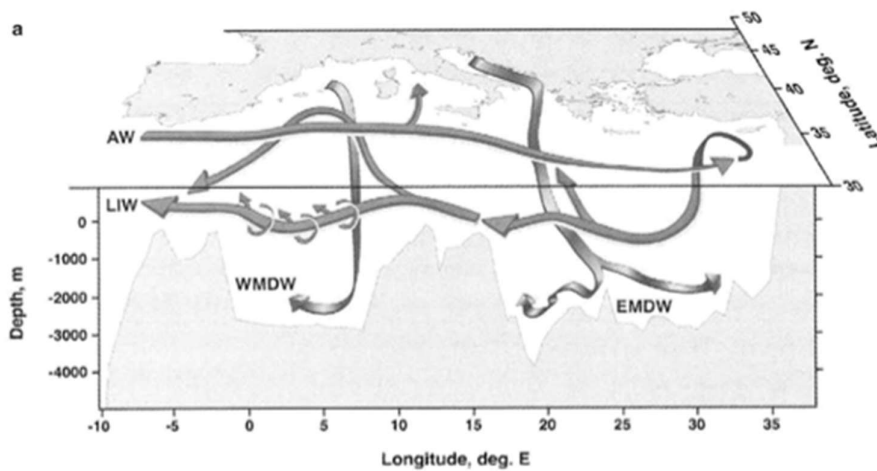 a
50
45
40
35
30
Latitude, deg. N
AW
LIW
WMDW
EMDW
0
-1000
-2000
-3000
-4000
Depth, m
-10 -5 0 5 10 15 20 25 30 35
Longitude, deg. E